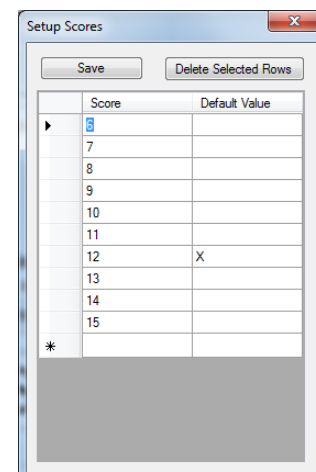 Setup Scores
Save Delete Selected Rows
Score Default Value
6
7
8
9
10
11
12 X
13
14
15